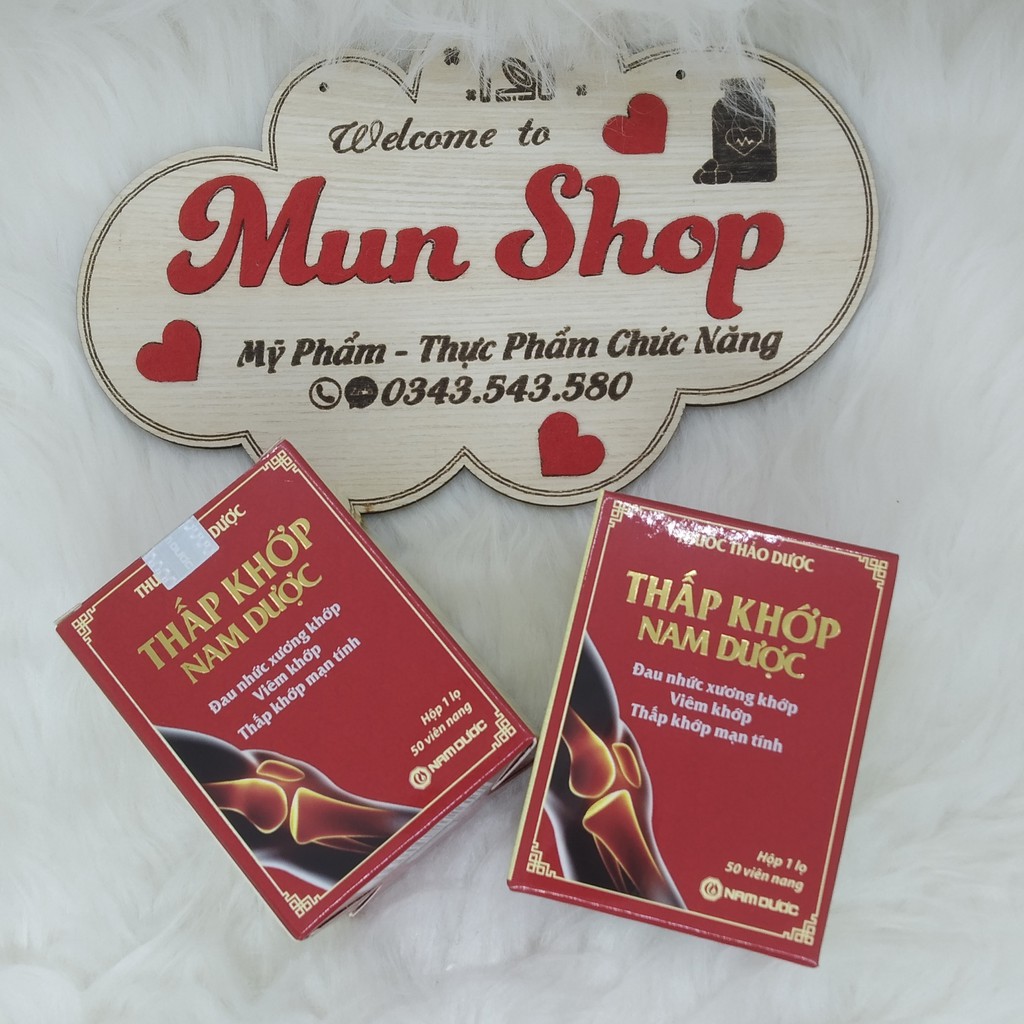 Welcome to
Mun Shop
Mỹ Phẩm - Thực Phẩm Chức Năng
0343.543.580
DƯỢC
THẤP KHỚP
NAM DƯỢC
Đau nhức xương khớp
Viêm khớp
Thấp khớp mạn tính
Hộp 1 lọ
50 viên nang
NAM DƯỢC
THẢO DƯỢC
THẤP KHỚP
NAM DƯỢC
Đau nhức xương khớp
Viêm khớp
Thấp khớp mạn tính
Hộp 1 lọ
50 viên nang
NAM DƯỢC